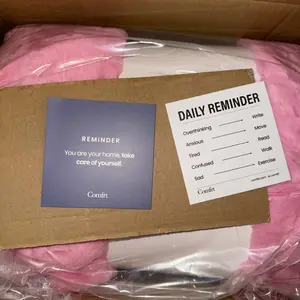 REMINDER
You are your home, take
care of yourself.
Comfrt
DAILY REMINDER
Overthinking → Write
Anxious → Move
Tired → Read
Confused → Walk
Sad → Exercise
Comfrt